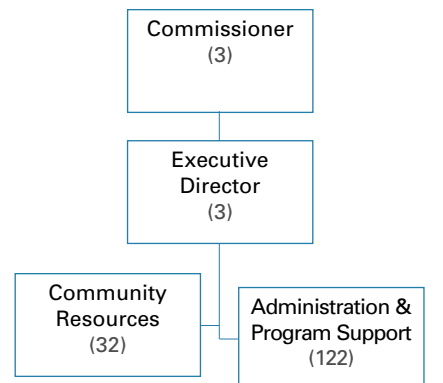 Commissioner
(3)
Executive
Director
(3)
Community
Resources
(32)
Administration &
Program Support
(122)